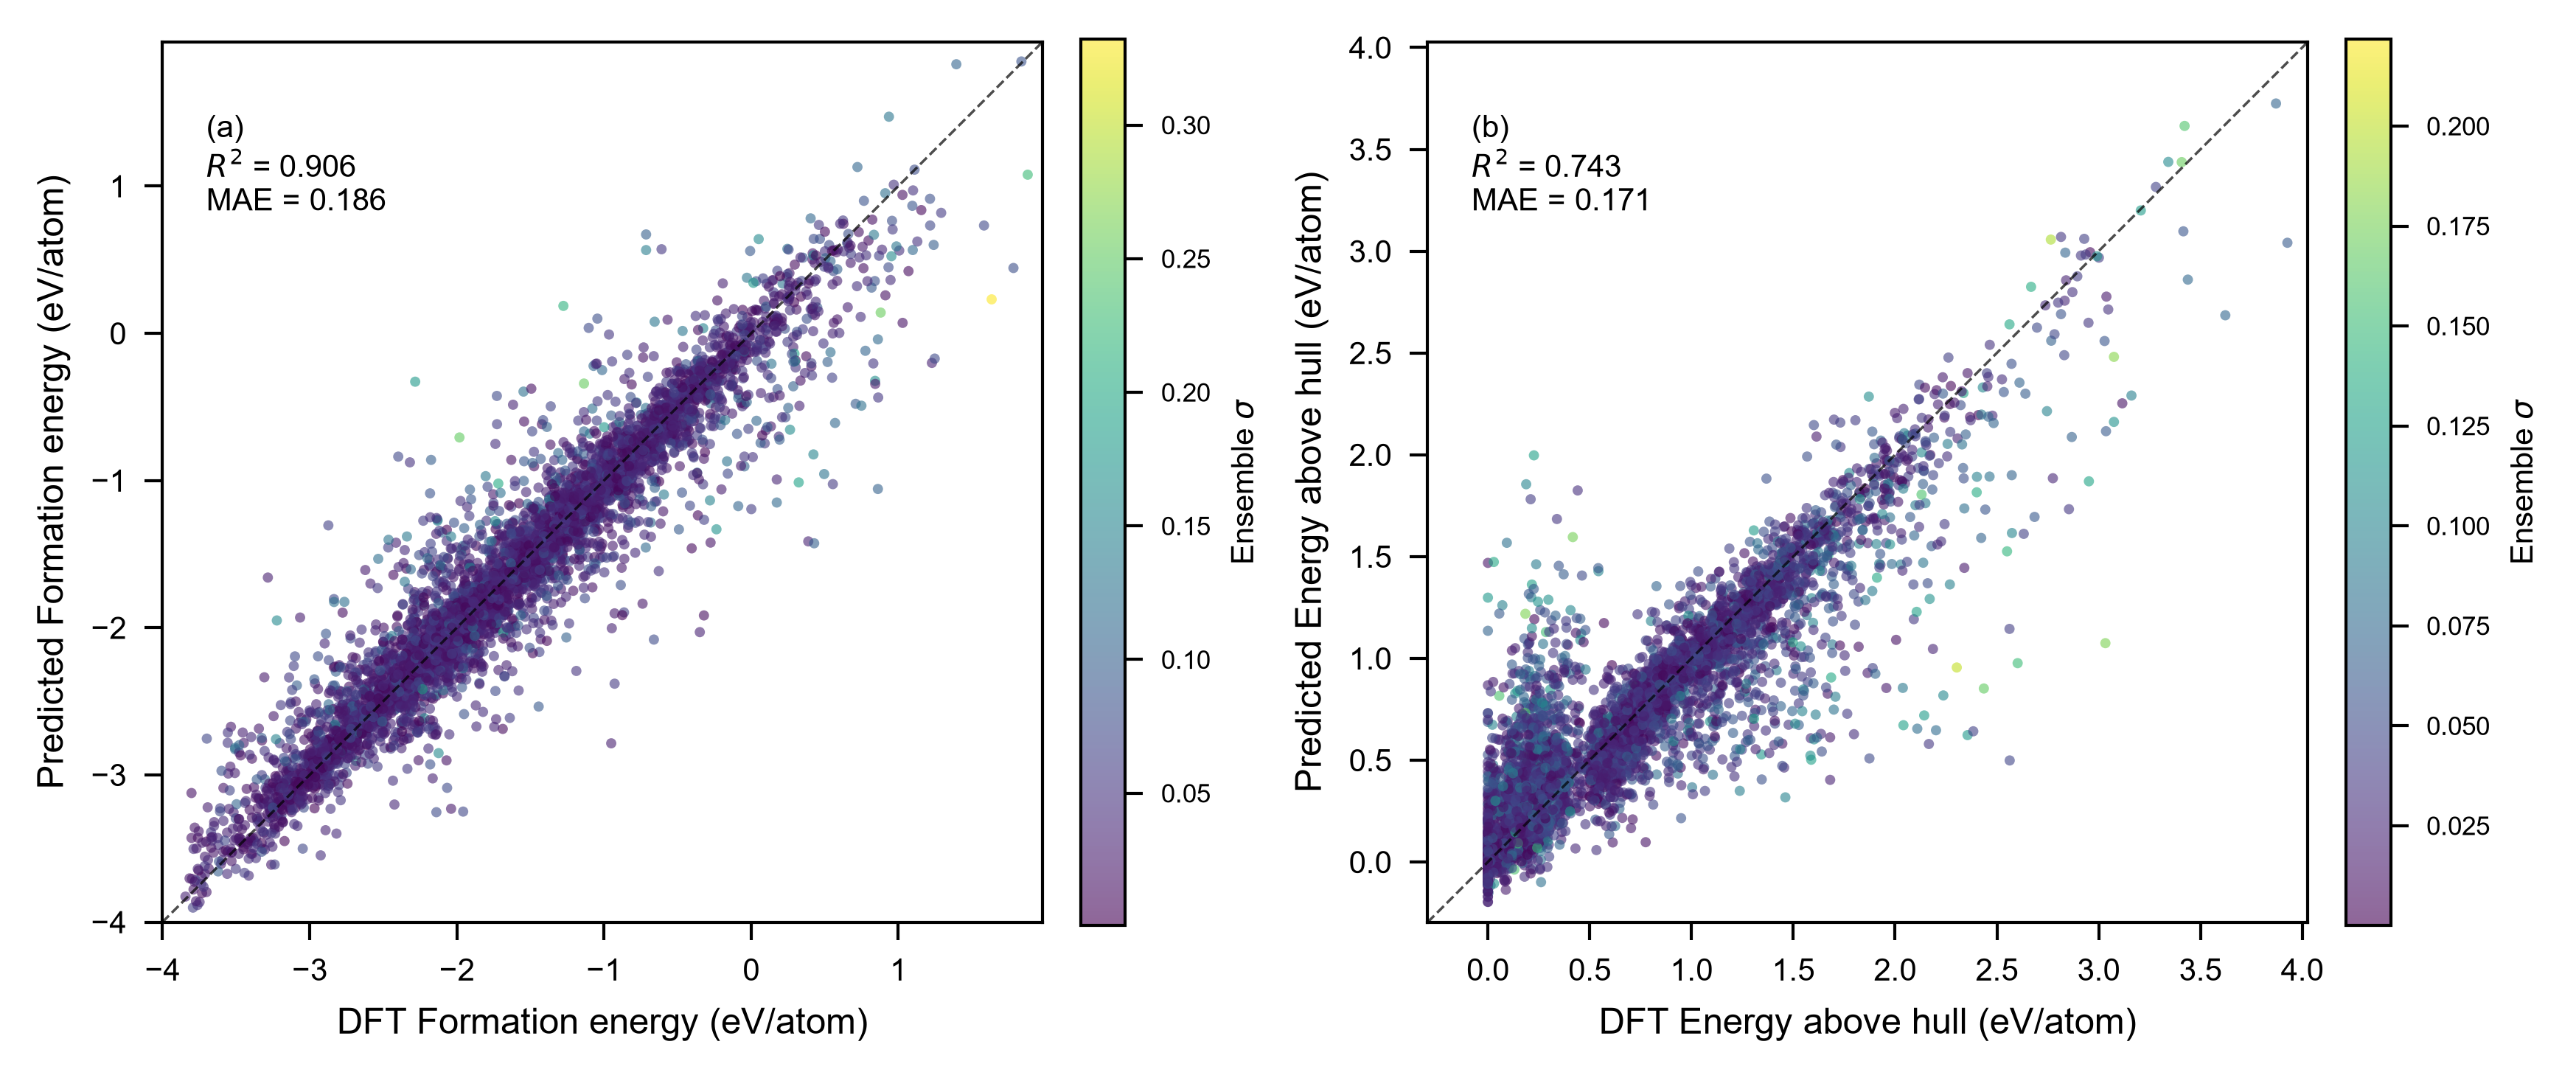 (a)
R² = 0.906
MAE = 0.186
Predicted Formation energy (eV/atom)
1
0
−1
−2
−3
−4
−4 −3 −2 −1 0 1
DFT Formation energy (eV/atom)
0.30
0.25
0.20
0.15
0.10
0.05
Ensemble σ
(b)
R² = 0.743
MAE = 0.171
Predicted Energy above hull (eV/atom)
4.0
3.5
3.0
2.5
2.0
1.5
1.0
0.5
0.0
0.0 0.5 1.0 1.5 2.0 2.5 3.0 3.5 4.0
DFT Energy above hull (eV/atom)
0.200
0.175
0.150
0.125
0.100
0.075
0.050
0.025
Ensemble σ